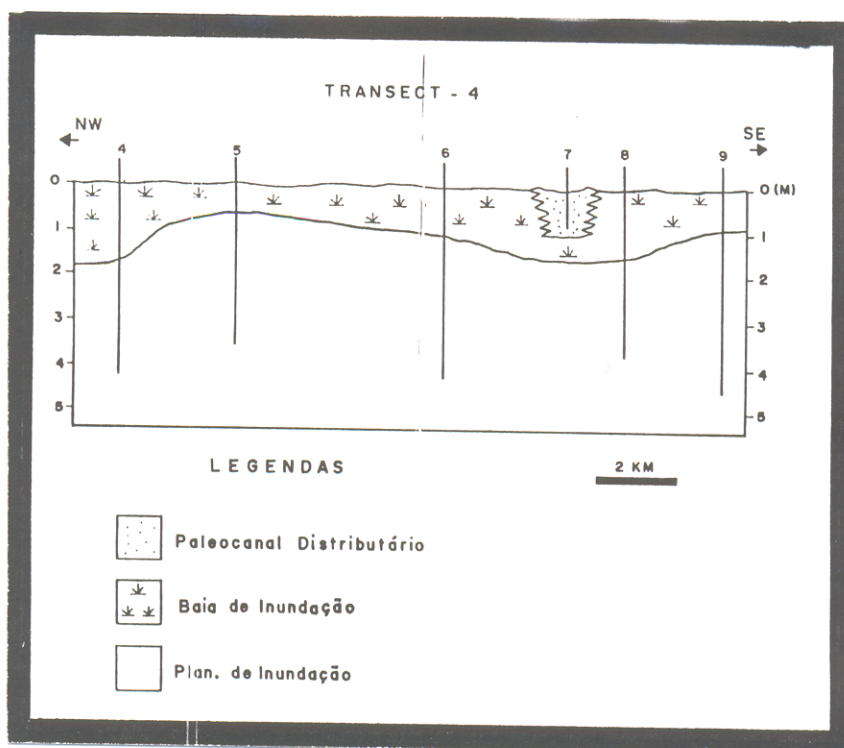 TRANSECT - 4
NW
SE
4 5 6 7 8 9
0 0 (M)
1 1
2 2
3 3
4 4
5 5
LEGENDAS
2 KM
Paleocanal Distributário
Baia de Inundação
Plan. de Inundação